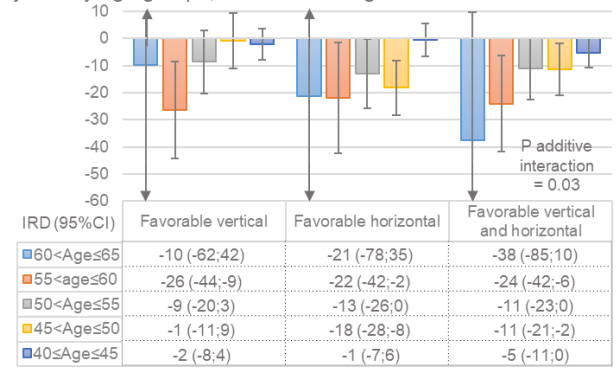 10
0
-10
-20
-30
-40
-50
-60
P additive
interaction
= 0.03
IRD (95%CI) Favorable vertical Favorable horizontal Favorable vertical and horizontal
60<Age≤65 -10 (-62;42) -21 (-78;35) -38 (-85;10)
55<age≤60 -26 (-44;-9) -22 (-42;-2) -24 (-42;-6)
50<Age≤55 -9 (-20;3) -13 (-26;0) -11 (-23;0)
45<Age≤50 -1 (-11;9) -18 (-28;-8) -11 (-21;-2)
40≤Age≤45 -2 (-8;4) -1 (-7;6) -5 (-11;0)